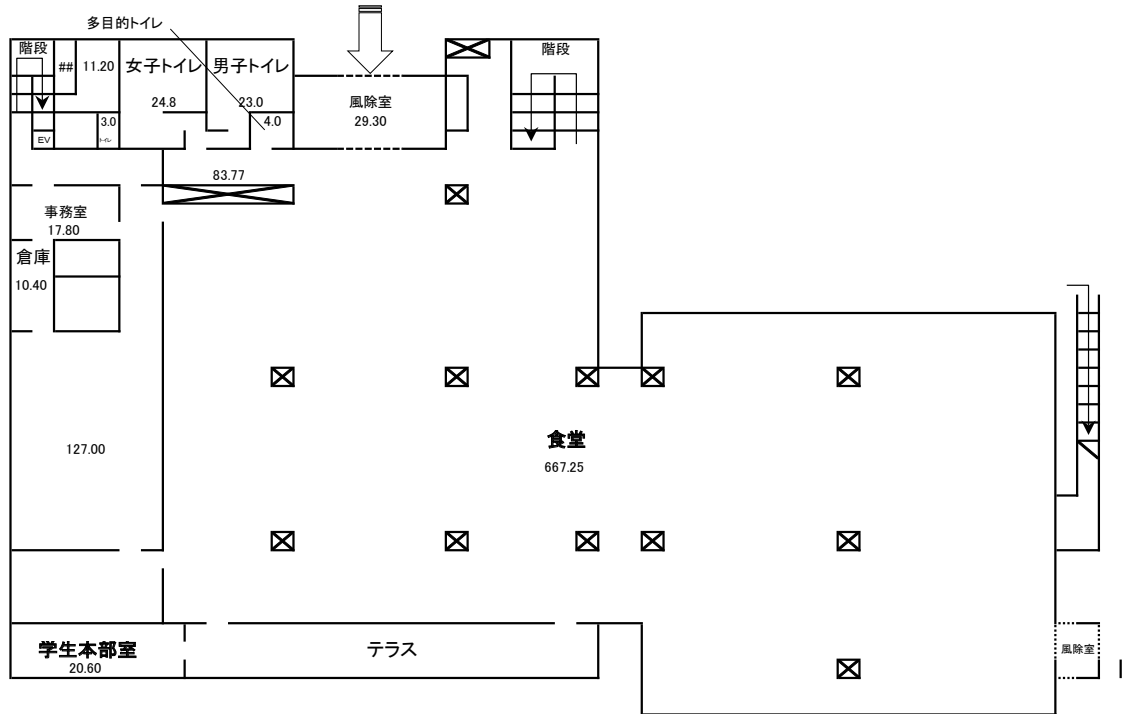 多目的トイレ
階段
##
11.20
女子トイレ
男子トイレ
階段
24.8
23.0
風除室
29.30
3.0
トイレ
4.0
EV
83.77
事務室
17.80
倉庫
10.40
127.00
食堂
667.25
学生本部室
20.60
テラス
風除室